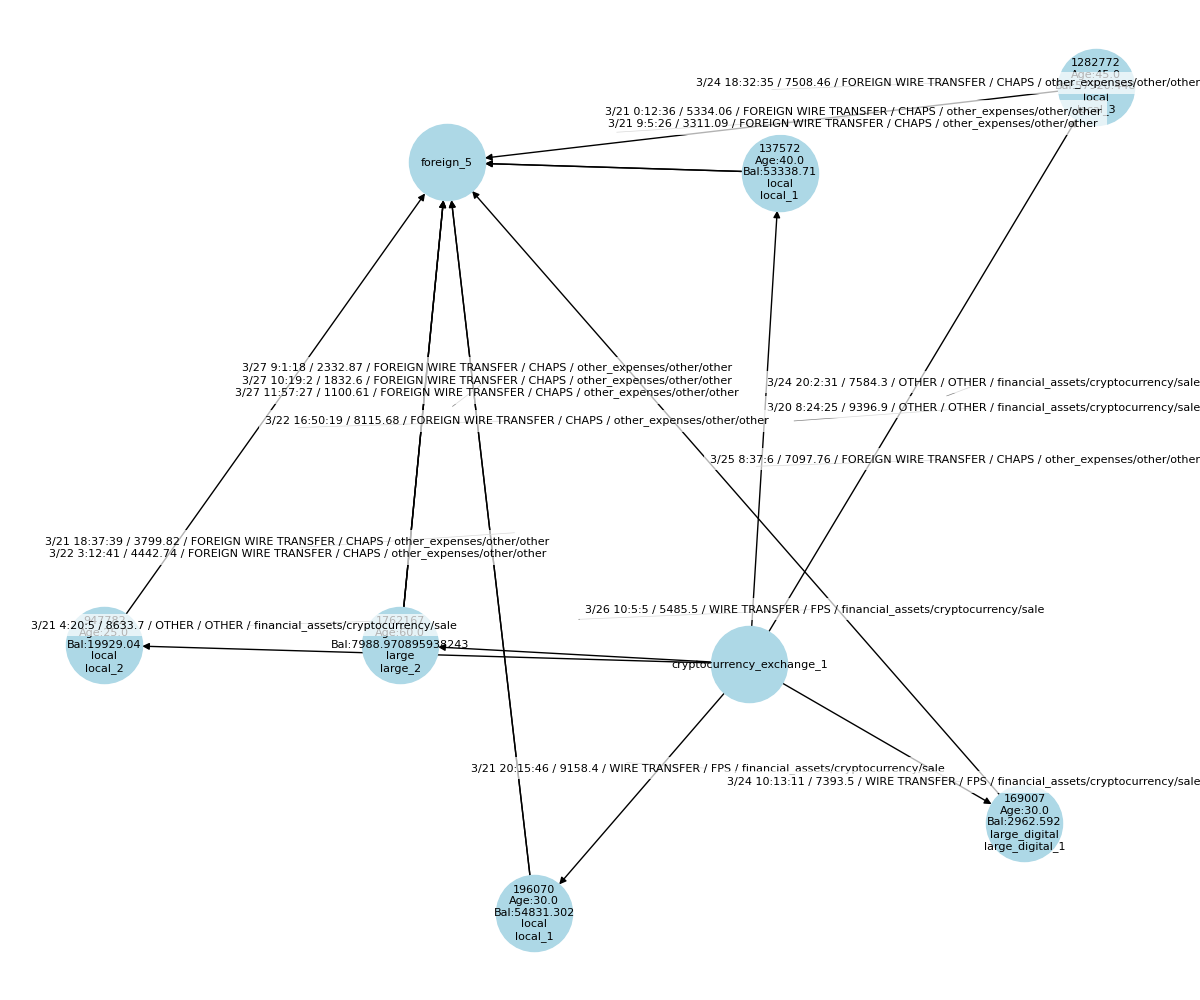 1282772
3/24 18:32:35 / 7508.46 / FOREIGN WIRE TRANSFER / CHAPS / other_expenses/other/other
Age:45.0
local
local_3
3/21 0:12:36 / 5334.06 / FOREIGN WIRE TRANSFER / CHAPS / other_expenses/other/other
3/21 9:5:26 / 3311.09 / FOREIGN WIRE TRANSFER / CHAPS / other_expenses/other/other
foreign_5
137572
Age:40.0
Bal:53338.71
local
local_1
3/27 9:1:18 / 2332.87 / FOREIGN WIRE TRANSFER / CHAPS / other_expenses/other/other
3/27 10:19:2 / 1832.6 / FOREIGN WIRE TRANSFER / CHAPS / other_expenses/other/other
3/27 11:57:27 / 1100.61 / FOREIGN WIRE TRANSFER / CHAPS / other_expenses/other/other
3/24 20:2:31 / 7584.3 / OTHER / OTHER / financial_assets/cryptocurrency/sale
3/20 8:24:25 / 9396.9 / OTHER / OTHER / financial_assets/cryptocurrency/sale
3/22 16:50:19 / 8115.68 / FOREIGN WIRE TRANSFER / CHAPS / other_expenses/other/other
3/25 8:37:6 / 7097.76 / FOREIGN WIRE TRANSFER / CHAPS / other_expenses/other/other
3/21 18:37:39 / 3799.82 / FOREIGN WIRE TRANSFER / CHAPS / other_expenses/other/other
3/22 3:12:41 / 4442.74 / FOREIGN WIRE TRANSFER / CHAPS / other_expenses/other/other
3/26 10:5:5 / 5485.5 / WIRE TRANSFER / FPS / financial_assets/cryptocurrency/sale
3/21 4:20:5 / 8633.7 / OTHER / OTHER / financial_assets/cryptocurrency/sale
Age:25.0
Bal:19929.04
local
local_2
1762167
Age:60.0
Bal:7988.970895938243
large
large_2
cryptocurrency_exchange_1
3/21 20:15:46 / 9158.4 / WIRE TRANSFER / FPS / financial_assets/cryptocurrency/sale
3/24 10:13:11 / 7393.5 / WIRE TRANSFER / FPS / financial_assets/cryptocurrency/sale
169007
Age:30.0
Bal:2962.592
large_digital
large_digital_1
196070
Age:30.0
Bal:54831.302
local
local_1